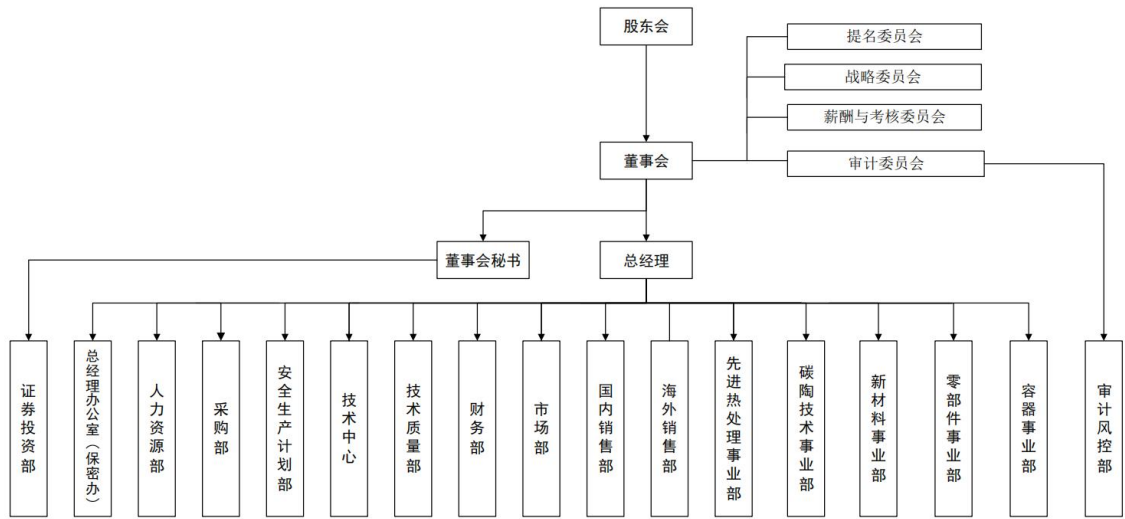 股东会
提名委员会
战略委员会
薪酬与考核委员会
董事会
审计委员会
董事会秘书
总经理
证券投资部
总经理办公室（保密办）
人力资源部
采购部
安全生产计划部
技术中心
技术质量部
财务部
市场部
国内销售部
海外销售部
先进热处理事业部
碳陶技术事业部
新材料事业部
零部件事业部
容器事业部
审计风控部